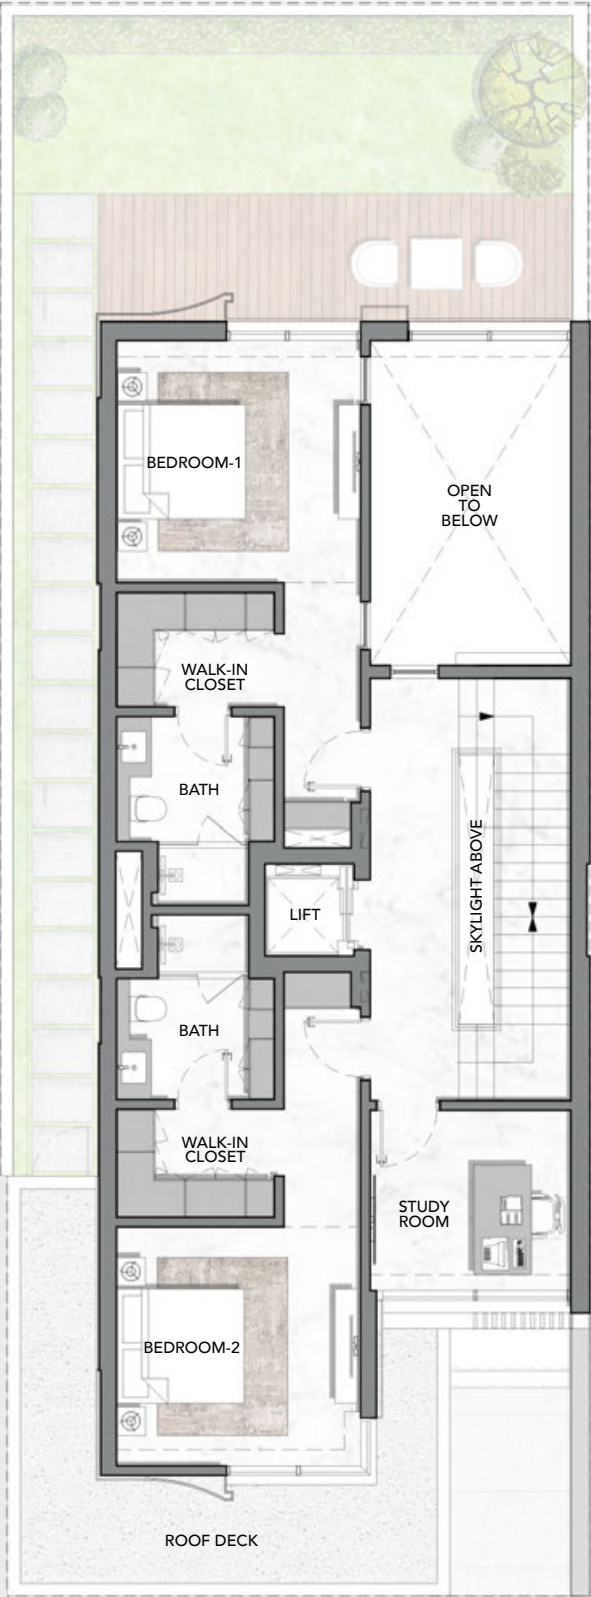 BEDROOM-1
OPEN
TO
BELOW
WALK-IN
CLOSET
BATH
SKYLIGHT ABOVE
LIFT
BATH
WALK-IN
CLOSET
STUDY
ROOM
BEDROOM-2
ROOF DECK